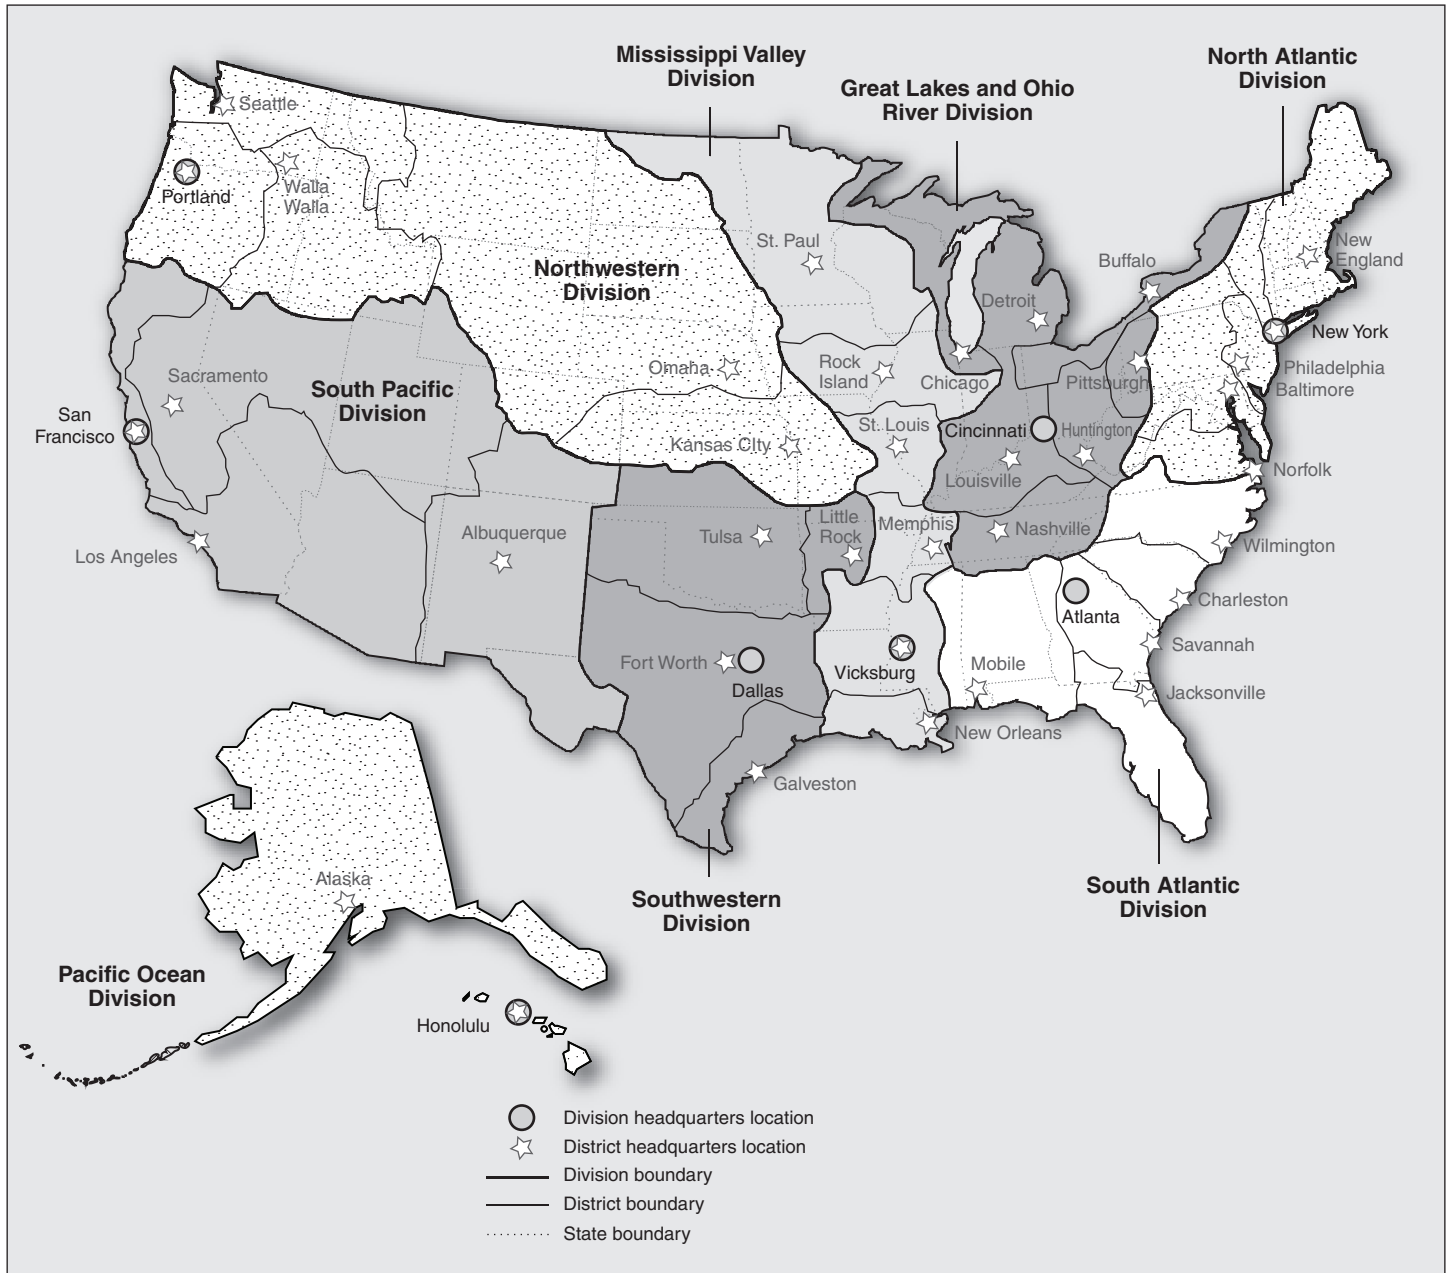 Mississippi Valley
Division
Great Lakes and Ohio
River Division
North Atlantic
Division
Seattle
Portland
Walla
Walla
St. Paul
New
England
Buffalo
Northwestern
Division
Detroit
New York
Omaha
Rock
Island
Chicago
Pittsburgh
Philadelphia
Baltimore
Sacramento
South Pacific
Division
San
Francisco
Kansas CIty
St. Louis
Cincinnati
Huntington
Louisville
Norfolk
Los Angeles
Albuquerque
Tulsa
Little
Rock
Memphis
Nashville
Wilmington
Charleston
Atlanta
Savannah
Fort Worth
Dallas
Vicksburg
Mobile
Jacksonville
New Orleans
Galveston
Alaska
Southwestern
Division
South Atlantic
Division
Pacific Ocean
Division
Honolulu
Division headquarters location
District headquarters location
Division boundary
District boundary
State boundary